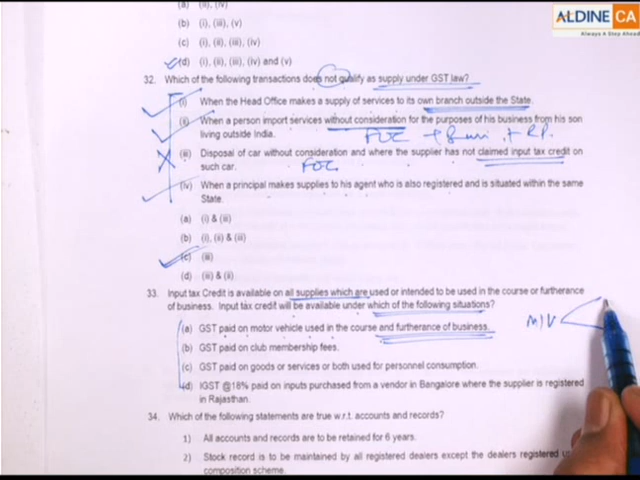 (a) (ii), (iv)
(b) (i), (iii), (v)
(c) (i), (ii), (iii), (iv)
(d) (i), (ii), (iii), (iv) and (v)
ALDINE CA
Always A Step Ahead
32. Which of the following transactions does not qualify as supply under GST law?
(i) When the Head Office makes a supply of services to its own branch outside the State.
(ii) When a person import services without consideration for the purposes of his business from his son
living outside India.
FOC + Busi. + R.P.
(iii) Disposal of car without consideration and where the supplier has not claimed input tax credit on
such car.
FOC
(iv) When a principal makes supplies to his agent who is also registered and is situated within the same
State.
(a) (i) & (iii)
(b) (i), (ii) & (iii)
(c) (iii)
(d) (iii) & (ii)
33. Input tax Credit is available on all supplies which are used or intended to be used in the course or furtherance
of business. Input tax credit will be available under which of the following situations?
(a) GST paid on motor vehicle used in the course and furtherance of business.
M/V
(b) GST paid on club membership fees.
(c) GST paid on goods or services or both used for personnel consumption.
(d) IGST @18% paid on inputs purchased from a vendor in Bangalore where the supplier is registered
in Rajasthan.
34. Which of the following statements are true w.r.t. accounts and records?
1) All accounts and records are to be retained for 6 years.
2) Stock record is to be maintained by all registered dealers except the dealers registered
composition scheme.